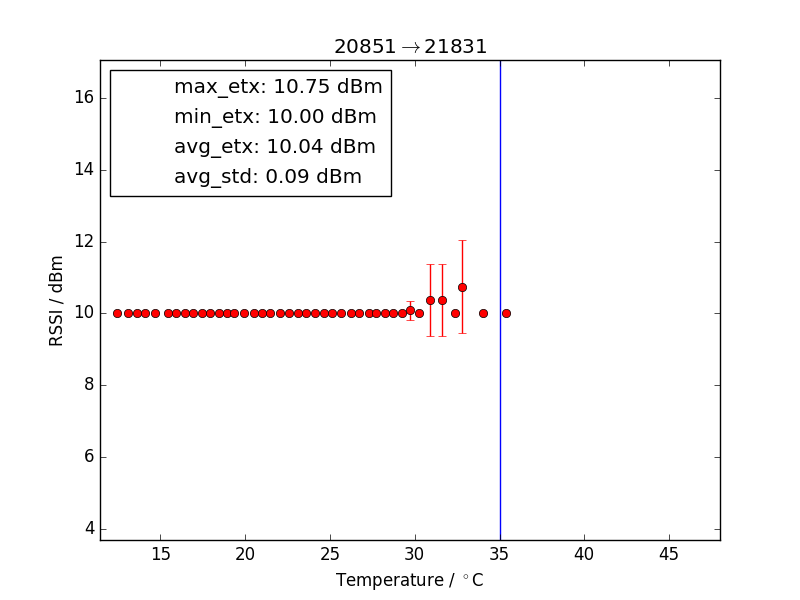 20851→21831
max_etx: 10.75 dBm
min_etx: 10.00 dBm
avg_etx: 10.04 dBm
avg_std: 0.09 dBm
RSSI / dBm
16
14
12
10
8
6
4
15 20 25 30 35 40 45
Temperature / °C